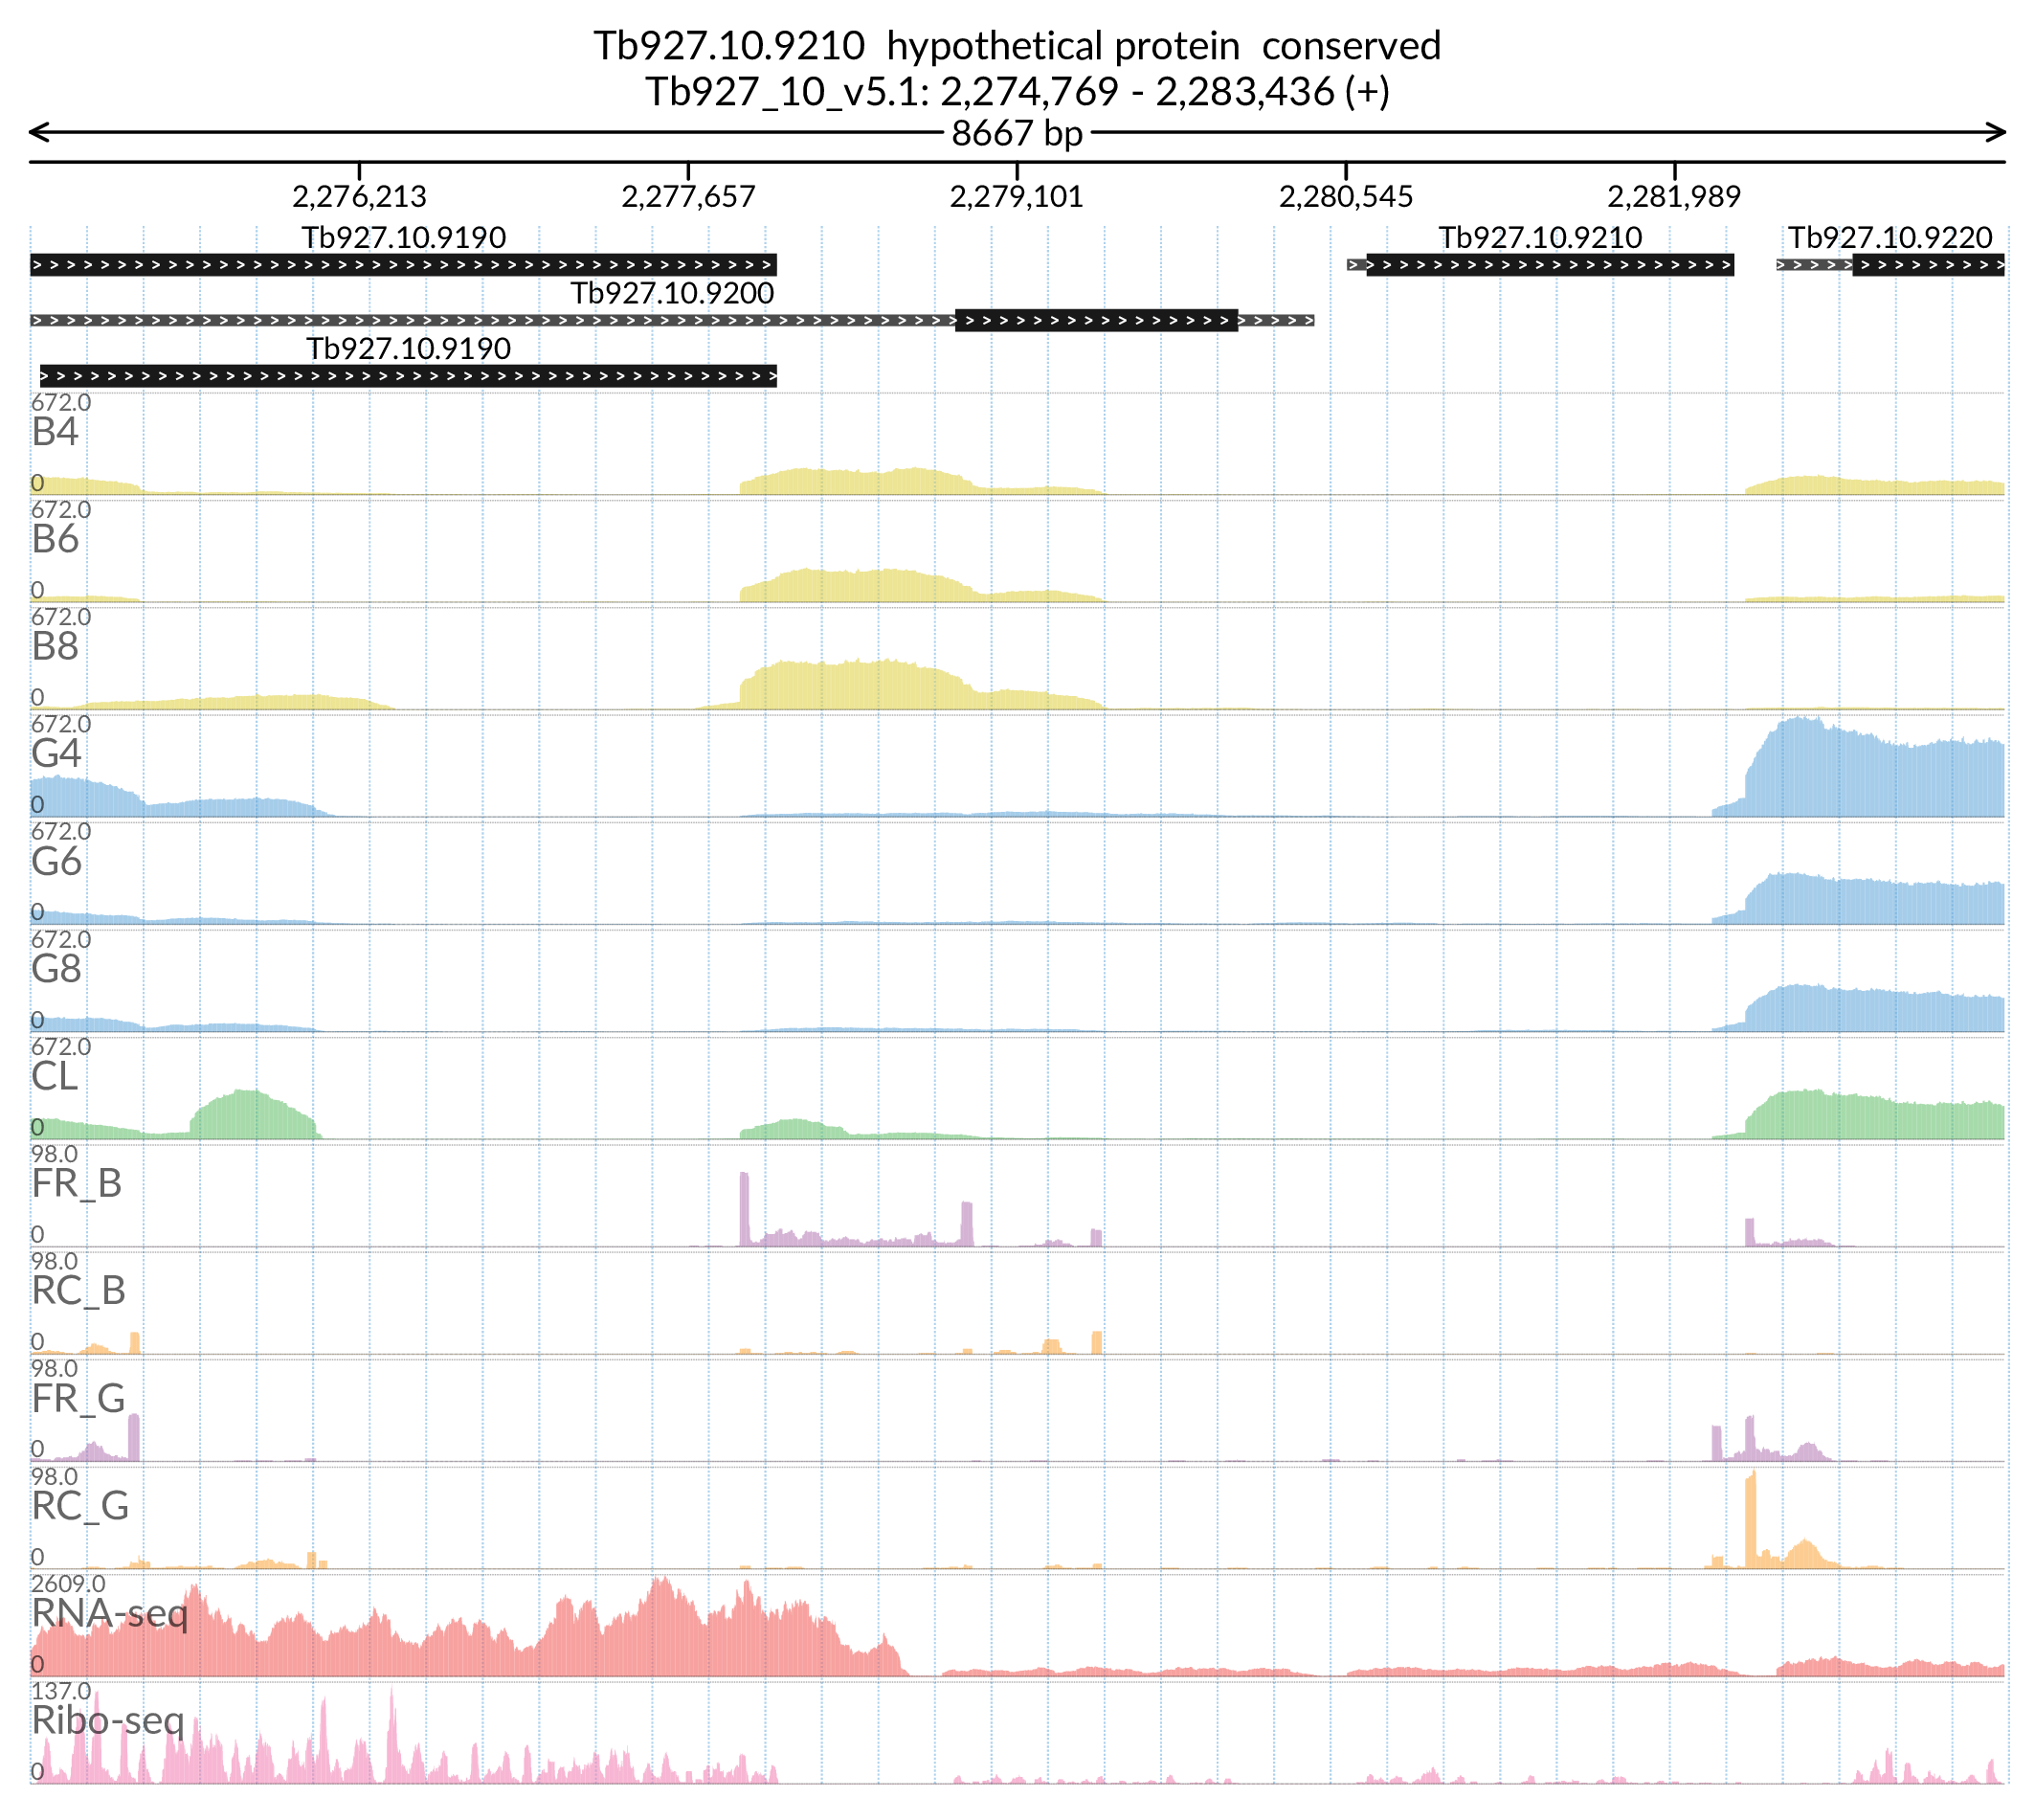 Tb927.10.9210 hypothetical protein conserved
Tb927_10_v5.1: 2,274,769 - 2,283,436 (+)
8667 bp
2,276,213 2,277,657 2,279,101 2,280,545 2,281,989
Tb927.10.9190 Tb927.10.9210 Tb927.10.9220
Tb927.10.9200
Tb927.10.9190
672.0
B4
0
672.0
B6
0
672.0
B8
0
672.0
G4
0
672.0
G6
0
672.0
G8
0
672.0
CL
0
98.0
FR_B
0
98.0
RC_B
0
98.0
FR_G
0
98.0
RC_G
0
2609.0
RNA-seq
0
137.0
Ribo-seq
0